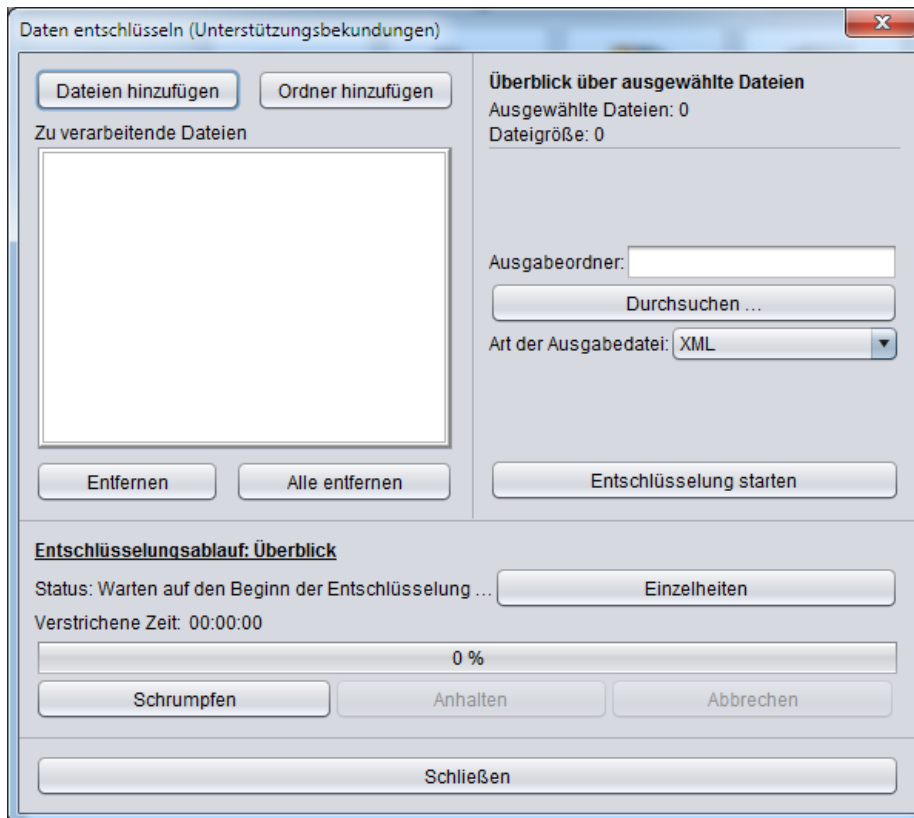 Daten entschlüsseln (Unterstützungsbekundungen)
Dateien hinzufügen
Ordner hinzufügen
Zu verarbeitende Dateien
Entfernen
Alle entfernen
Überblick über ausgewählte Dateien
Ausgewählte Dateien: 0
Dateigröße: 0
Ausgabeordner:
Durchsuchen ...
Art der Ausgabedatei: XML
Entschlüsselung starten
Entschlüsselungsablauf: Überblick
Status: Warten auf den Beginn der Entschlüsselung ... Einzelheiten
Verstrichene Zeit: 00:00:00
0 %
Schrumpfen Anhalten Abbrechen
Schließen